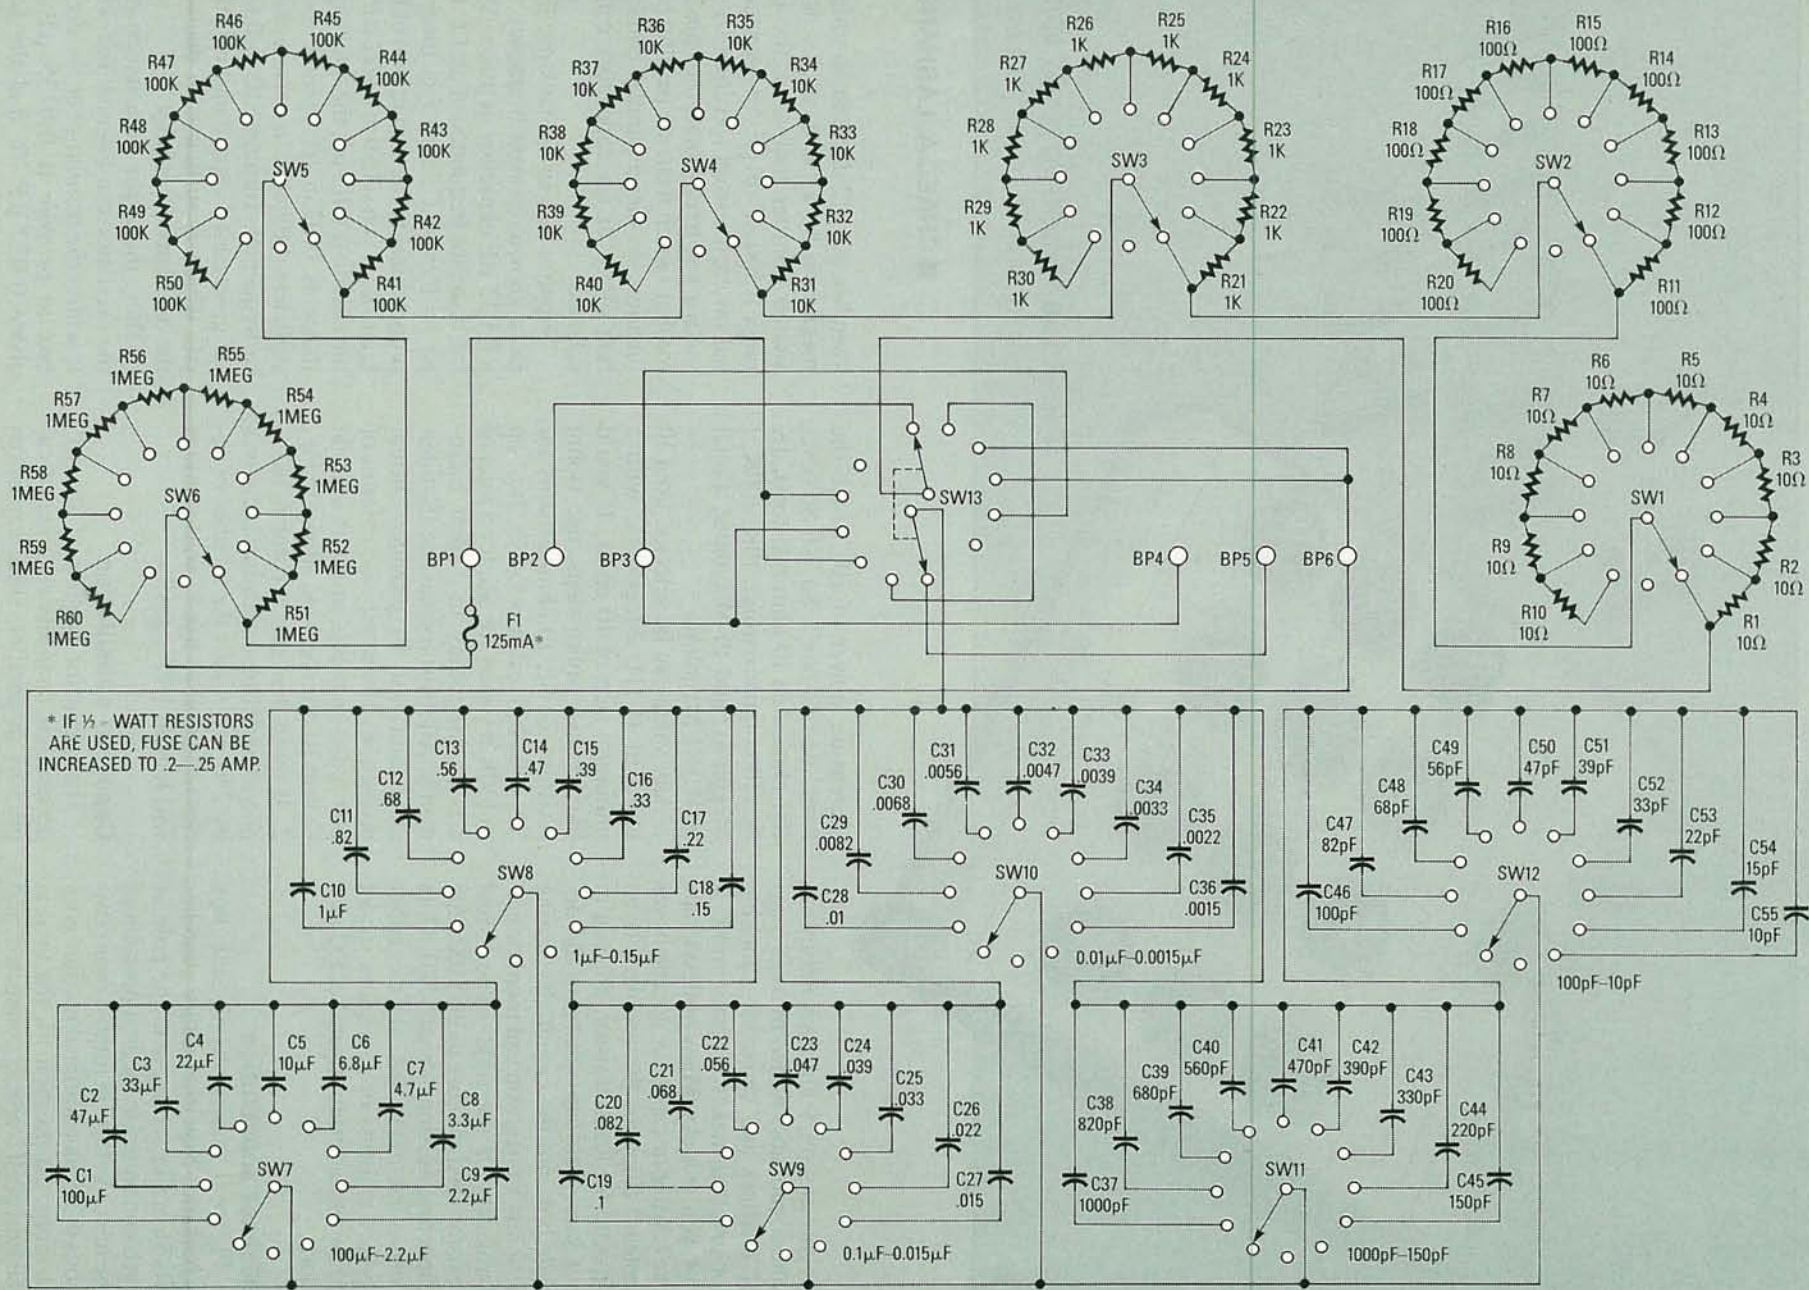 R46
100K
R45
100K
R47
100K
R44
100K
R48
100K
R43
100K
SW5
R49
100K
R42
100K
R50
100K
R41
100K
R36
10K
R35
10K
R37
10K
R34
10K
R38
10K
R33
10K
SW4
R39
10K
R32
10K
R40
10K
R31
10K
R26
1K
R25
1K
R27
1K
R24
1K
R28
1K
R23
1K
SW3
R29
1K
R22
1K
R30
1K
R21
1K
R16
100Ω
R15
100Ω
R17
100Ω
R14
100Ω
R18
100Ω
R13
100Ω
SW2
R19
100Ω
R12
100Ω
R20
100Ω
R11
100Ω
R56
1MEG
R55
1MEG
R57
1MEG
R54
1MEG
R58
1MEG
R53
1MEG
SW6
R59
1MEG
R52
1MEG
R60
1MEG
R51
1MEG
BP1
BP2
BP3
F1
125mA*
SW13
BP4
BP5
BP6
R6
10Ω
R5
10Ω
R7
10Ω
R4
10Ω
R8
10Ω
R3
10Ω
SW1
R9
10Ω
R2
10Ω
R10
10Ω
R1
10Ω
* IF ½ - WATT RESISTORS
ARE USED, FUSE CAN BE
INCREASED TO .2—.25 AMP.
C10
1µF
C11
.82
C12
.68
C13
.56
C14
.47
C15
.39
C16
.33
C17
.22
C18
.15
SW8
1µF–0.15µF
C28
.01
C29
.0082
C30
.0068
C31
.0056
C32
.0047
C33
.0039
C34
.0033
C35
.0022
C36
.0015
SW10
0.01µF–0.0015µF
C46
100pF
C47
82pF
C48
68pF
C49
56pF
C50
47pF
C51
39pF
C52
33pF
C53
22pF
C54
15pF
C55
10pF
SW12
100pF–10pF
C1
100µF
C2
47µF
C3
33µF
C4
22µF
C5
10µF
C6
6.8µF
C7
4.7µF
C8
3.3µF
C9
2.2µF
SW7
100µF–2.2µF
C19
.1
C20
.082
C21
.068
C22
.056
C23
.047
C24
.039
C25
.033
C26
.022
C27
.015
SW9
0.1µF–0.015µF
C37
1000pF
C38
820pF
C39
680pF
C40
560pF
C41
470pF
C42
390pF
C43
330pF
C44
220pF
C45
150pF
SW11
1000pF–150pF